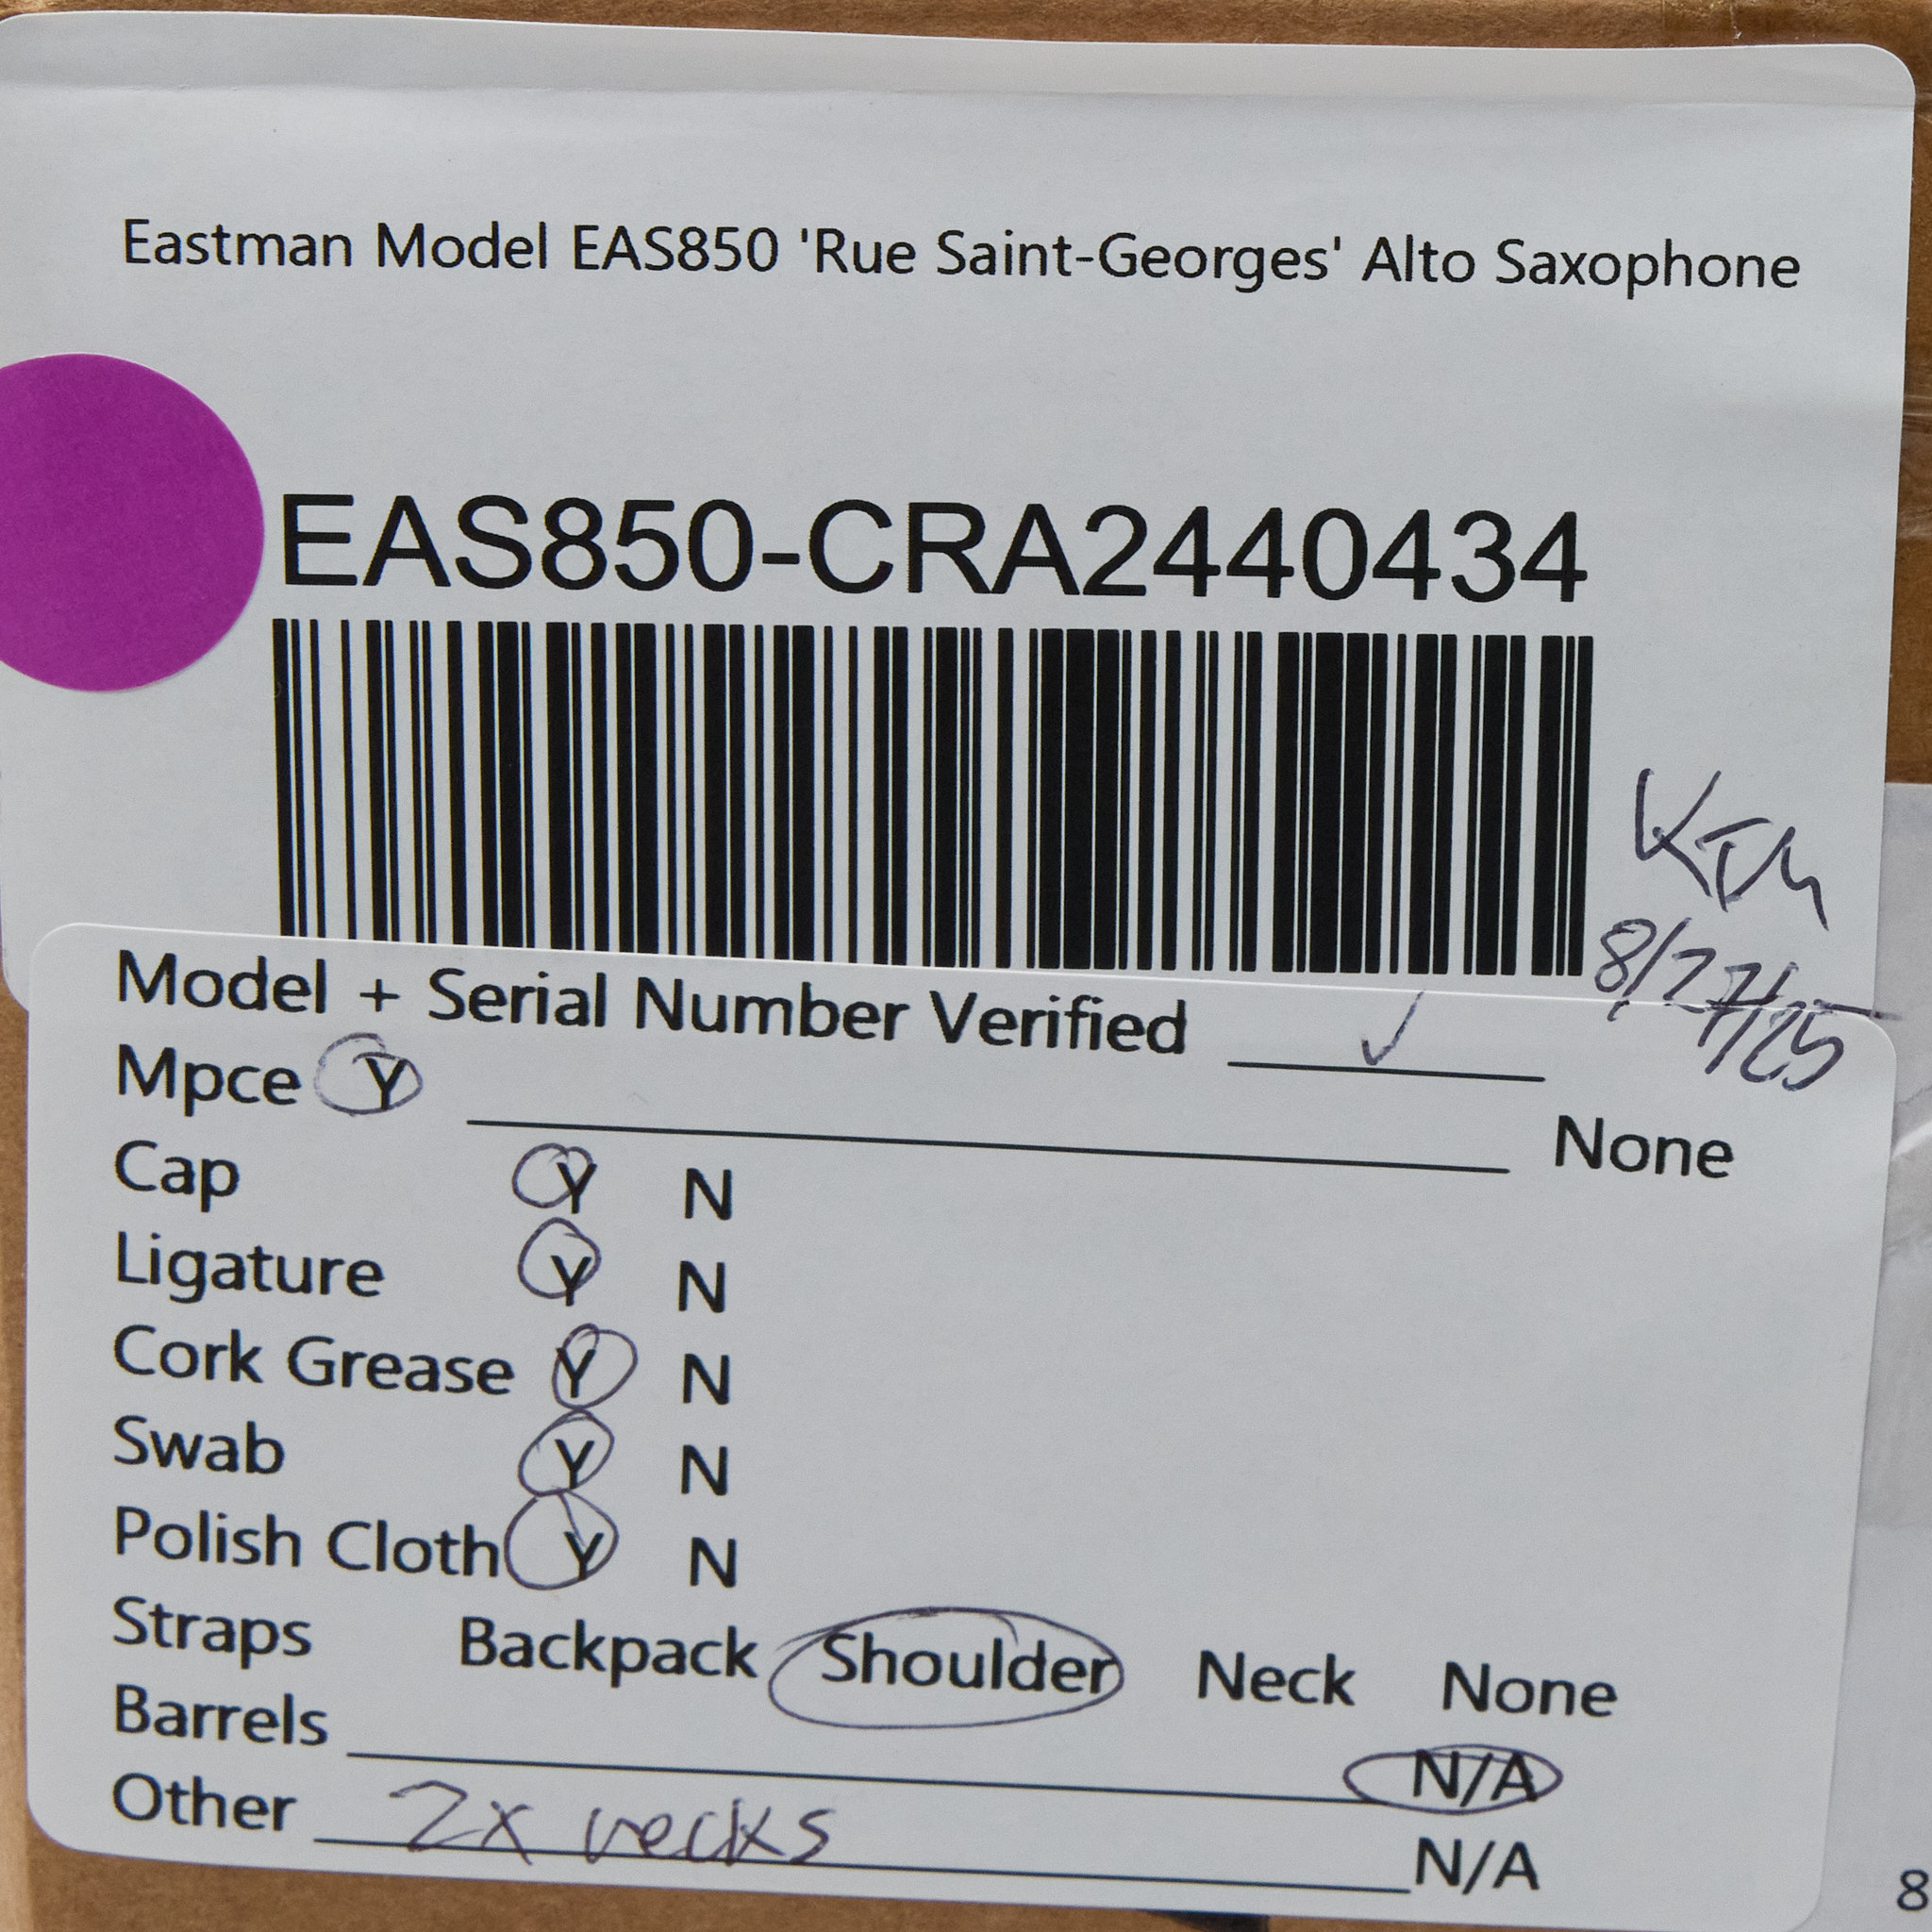 Eastman Model EAS850 'Rue Saint-Georges' Alto Saxophone
EAS850-CRA2440434
8/27/25
Model + Serial Number Verified ✓
Mpce Y None
Cap Y N
Ligature Y N
Cork Grease Y N
Swab Y N
Polish Cloth Y N
Straps Backpack Shoulder Neck None
Barrels N/A
Other 2x necks N/A
8